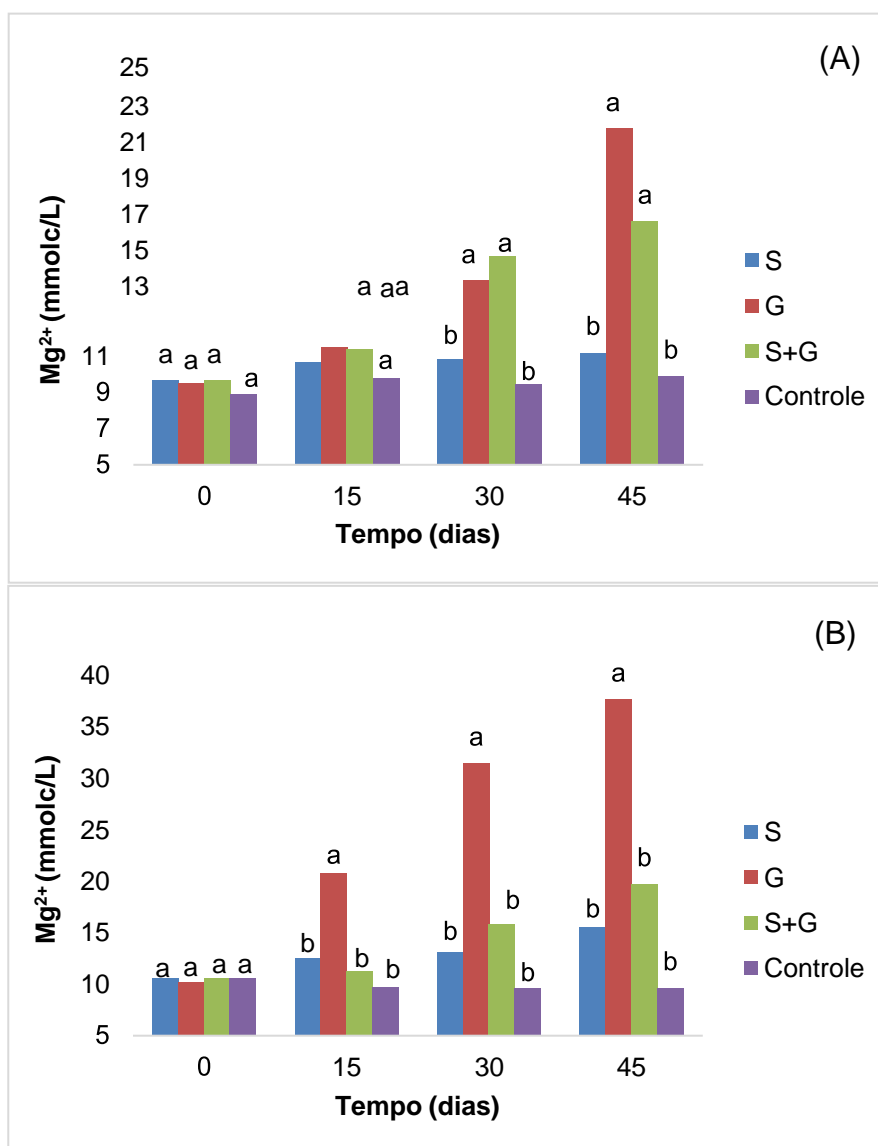 (A)
25
23
21
19
17
15
13
11
9
7
5
Mg²⁺ (mmolc/L)
a a a a
a aa a
b a a b
b a a b
0 15 30 45
Tempo (dias)
S
G
S+G
Controle
(B)
40
35
30
25
20
15
10
5
Mg²⁺ (mmolc/L)
a a a a
b a b b
b a b b
b a b b
0 15 30 45
Tempo (dias)
S
G
S+G
Controle